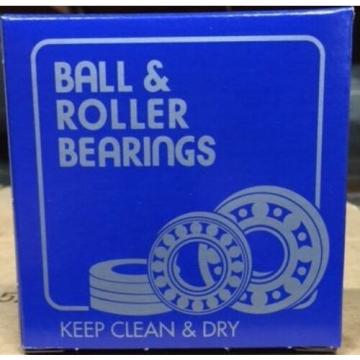 BALL &
ROLLER
BEARINGS
KEEP CLEAN & DRY